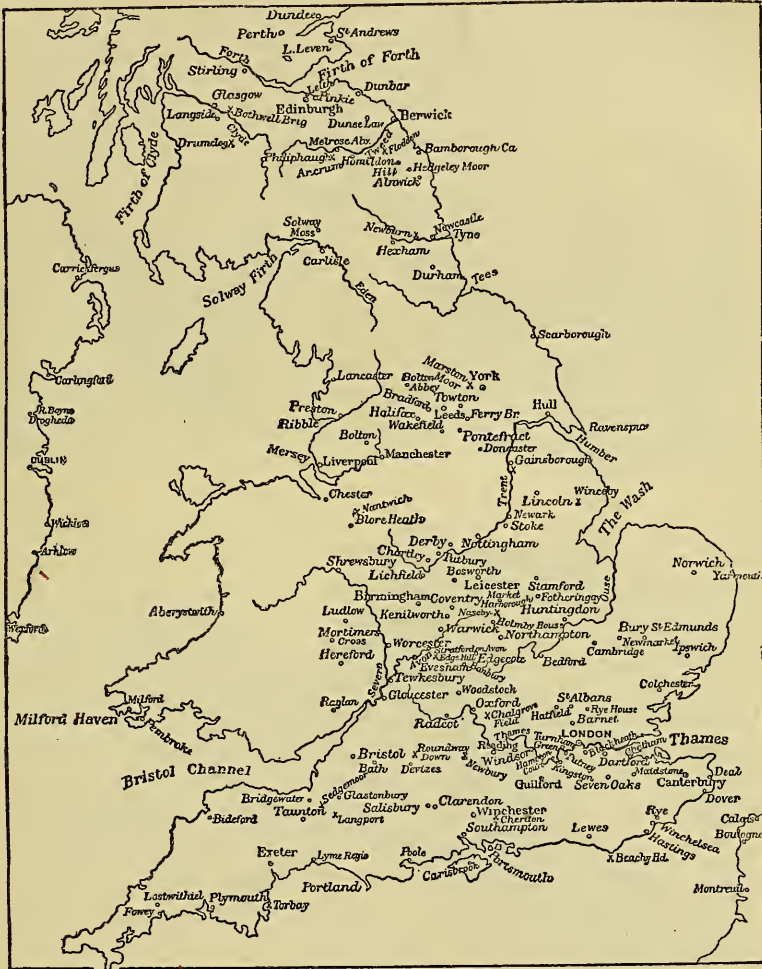 Dundee
Perth
St Andrews
L. Leven
Forth
Firth of Forth
Stirling
Leith
Pinkie
Dunbar
Glasgow
Edinburgh
Langside
Bothwell Brig
Dunse Law
Berwick
Clyde
Drumclog
Melrose Aby.
Tweed
Flodden
Bamborough Ca
Philiphaugh
Ancrum
Homildon
Hill
Hedgeley Moor
Alnwick
Firth of Clyde
Solway
Moss
Newburn
Newcastle
Tyne
Hexham
Carlisle
Carrickfergus
Solway Firth
Eden
Durham
Tees
Scarborough
Carlingford
Lancaster
Bolton
Abbey
Marston
Moor
York
R. Boyne
Drogheda
Preston
Ribble
Bradford
Towton
Halifax
Leeds
Ferry Br.
Hull
Ravenspur
Wakefield
Bolton
Pontefract
Humber
Doncaster
DUBLIN
Mersey
Liverpool
Manchester
Gainsborough
Chester
Trent
Lincoln
Winceby
The Wash
Nantwich
Wicklow
Blore Heath
Newark
Stoke
Arklow
Derby
Nottingham
Chartley
Tutbury
Shrewsbury
Lichfield
Bosworth
Leicester
Stamford
Norwich
Yarmouth
Birmingham
Coventry
Market
Harborough
Fotheringay
Ouse
Aberystwith
Ludlow
Kenilworth
Naseby
Huntingdon
Wexford
Mortimers
Cross
Warwick
Holmby House
Northampton
Bury St Edmunds
Newmarket
Worcester
Stratford on Avon
Hereford
Avon
Edge Hill
Edgecote
Evesham
Banbury
Bedford
Cambridge
Ipswich
Tewkesbury
Severn
Woodstock
Colchester
Milford
Raglan
Gloucester
Oxford
St Albans
Milford Haven
Pembroke
Radcot
Chalgrove
Field
Hatfield
Rye House
Barnet
Thames
Turnham
Green
LONDON
Blackheath
Thames
Bristol
Roundway
Down
Reading
Windsor
Putney
Chatham
Bristol Channel
Bath
Devizes
Newbury
Hampton
Court
Kingston
Dartford
Maidstone
Deal
Guilford
Seven Oaks
Canterbury
Bridgewater
Sedgemoor
Glastonbury
Dover
Bideford
Taunton
Langport
Salisbury
Clarendon
Winchester
Cheriton
Rye
Calais
Southampton
Lewes
Winchelsea
Boulogne
Hastings
Exeter
Lyme Regis
Poole
Portsmouth
Beachy Hd.
Carisbrook
Portland
Montreuil
Lostwithiel
Plymouth
Fowey
Torbay